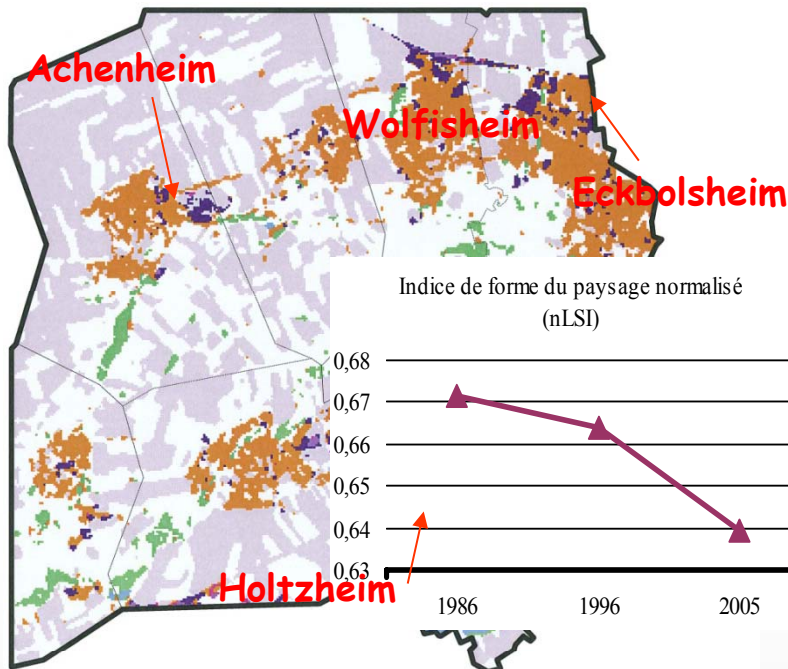 Achenheim
Wolfisheim
Eckbolsheim
Indice de forme du paysage normalisé
(nLSI)
0,68
0,67
0,66
0,65
0,64
0,63
1986 1996 2005
Holtzheim